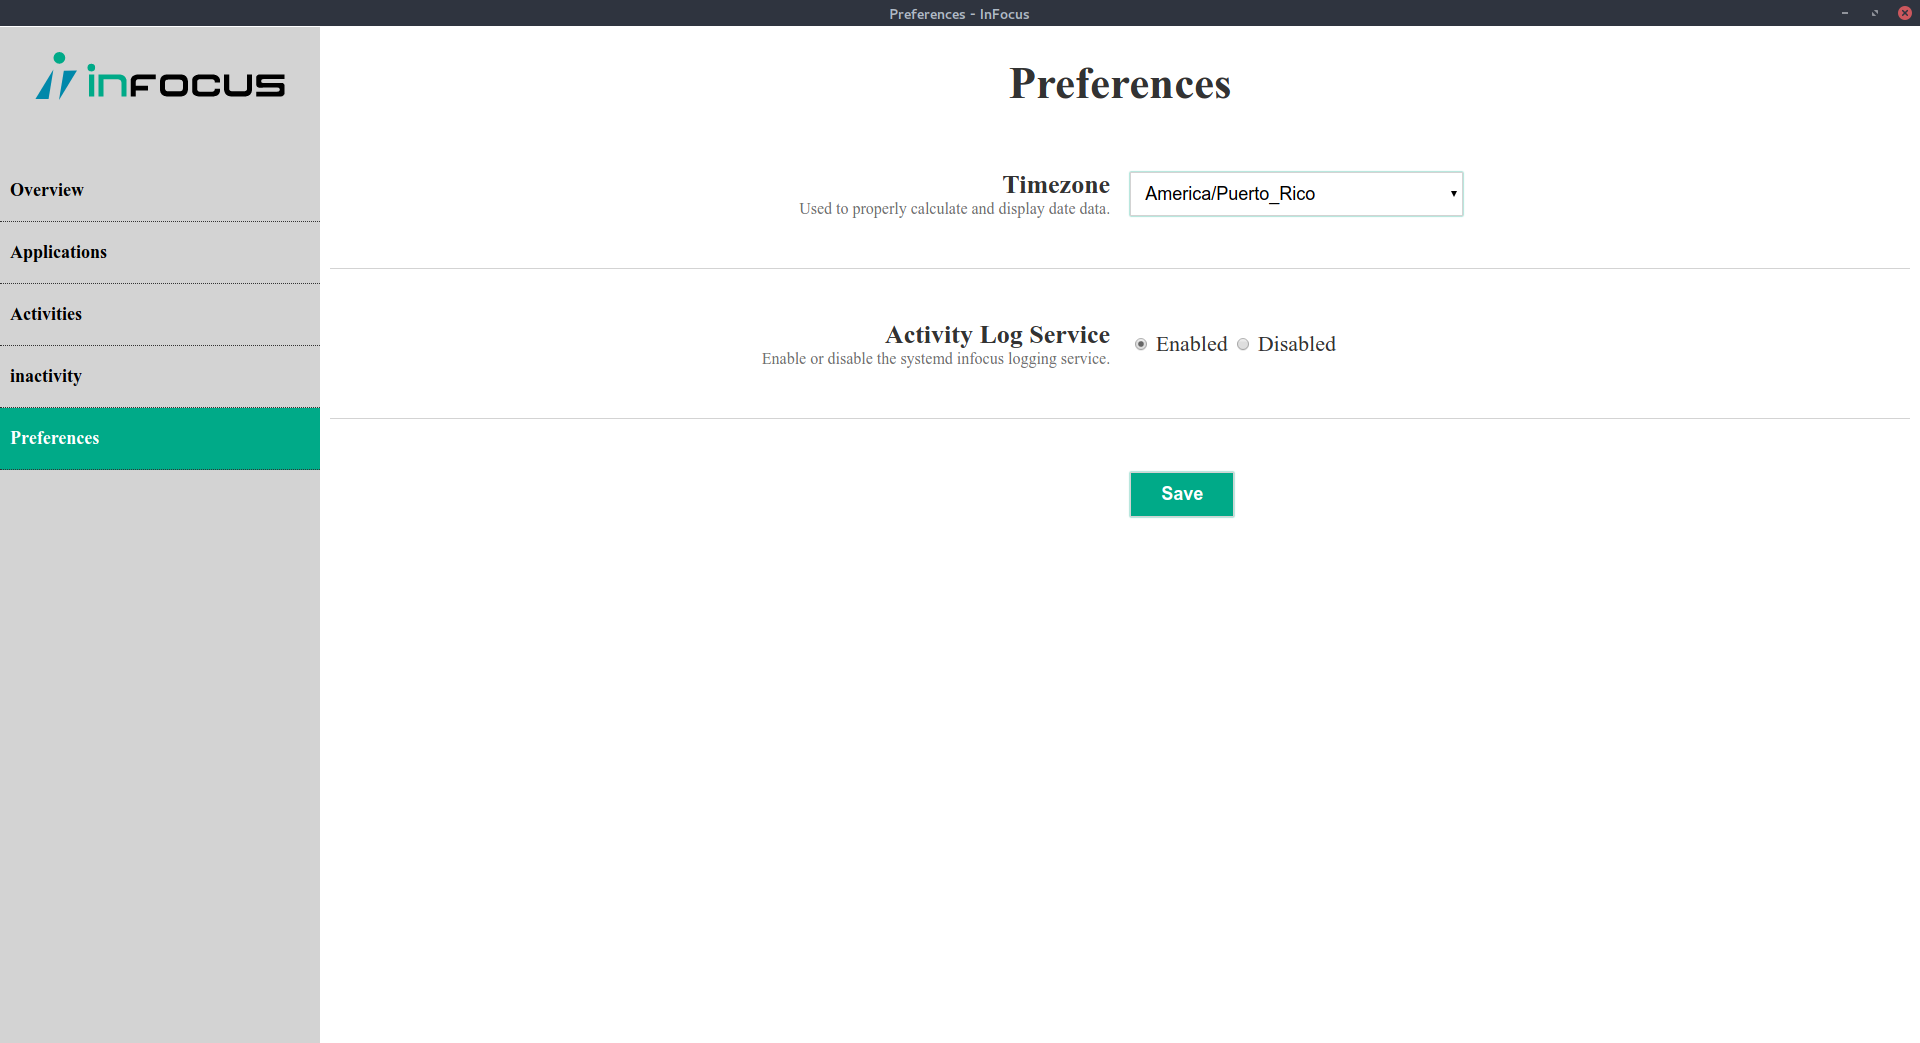 Preferences - InFocus
inFOCUS
Overview
Applications
Activities
inactivity
Preferences
Preferences
Timezone
Used to properly calculate and display date data.
America/Puerto_Rico
Activity Log Service
Enable or disable the systemd infocus logging service.
Enabled Disabled
Save